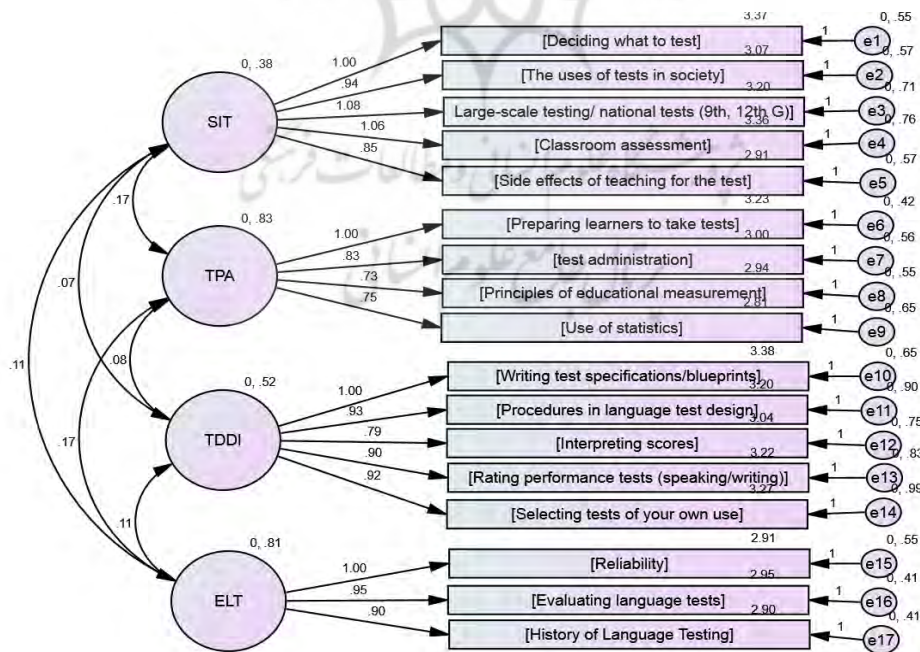 3.37
0, .55
[Deciding what to test]
1
e1
3.07
0, .57
0, .38
1.00
.94
[The uses of tests in society]
1
e2
3.20
0, .71
SIT
1.08
Large-scale testing/ national tests (9th, 12th G)]
1
e3
3.36
0, .76
1.06
[Classroom assessment]
1
e4
2.91
0, .57
.85
[Side effects of teaching for the test]
1
e5
.17
3.23
0, .42
0, .83
1.00
[Preparing learners to take tests]
1
e6
3.00
0, .56
TPA
.83
[test administration]
1
e7
2.94
0, .55
.07
.73
[Principles of educational measurement]
1
e8
2.81
0, .65
.75
[Use of statistics]
1
e9
.11
.08
3.38
0, .65
0, .52
1.00
[Writing test specifications/blueprints]
1
e10
3.20
0, .90
.17
.93
[Procedures in language test design]
1
e11
3.04
0, .75
TDDI
.79
[Interpreting scores]
1
e12
3.22
0, .83
.90
[Rating performance tests (speaking/writing)]
1
e13
3.27
0, .99
.92
[Selecting tests of your own use]
1
e14
.11
2.91
0, .55
0, .81
1.00
[Reliability]
1
e15
2.95
0, .41
ELT
.95
[Evaluating language tests]
1
e16
2.90
0, .41
.90
[History of Language Testing]
1
e17
پژوهشگاه علوم انسانی و مطالعات فرهنگی
پرتال جامع علوم انسانی